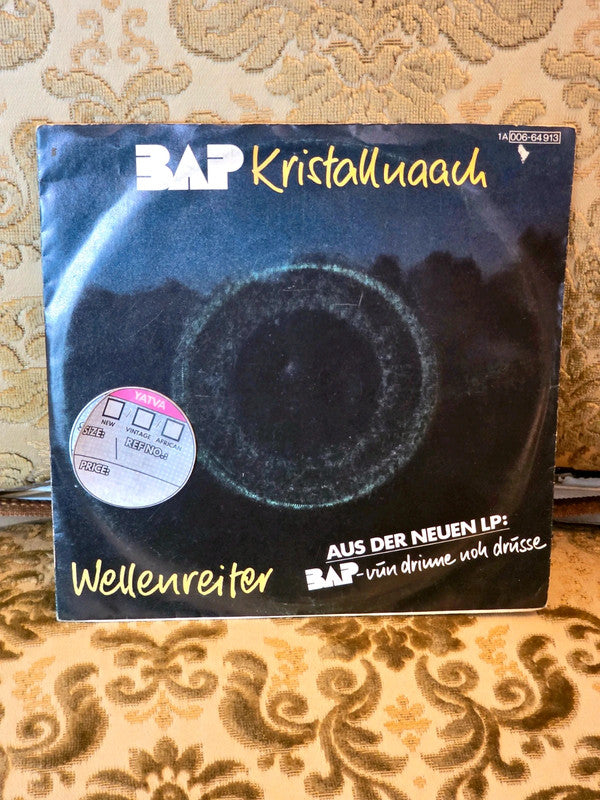 1A 006-64 913
BAP Kristallnaach
YATVA
NEW VINTAGE AFRICAN
SIZE: REF NO.:
PRICE:
AUS DER NEUEN LP:
BAP-vun drinne noh drusse
Wellenreiter